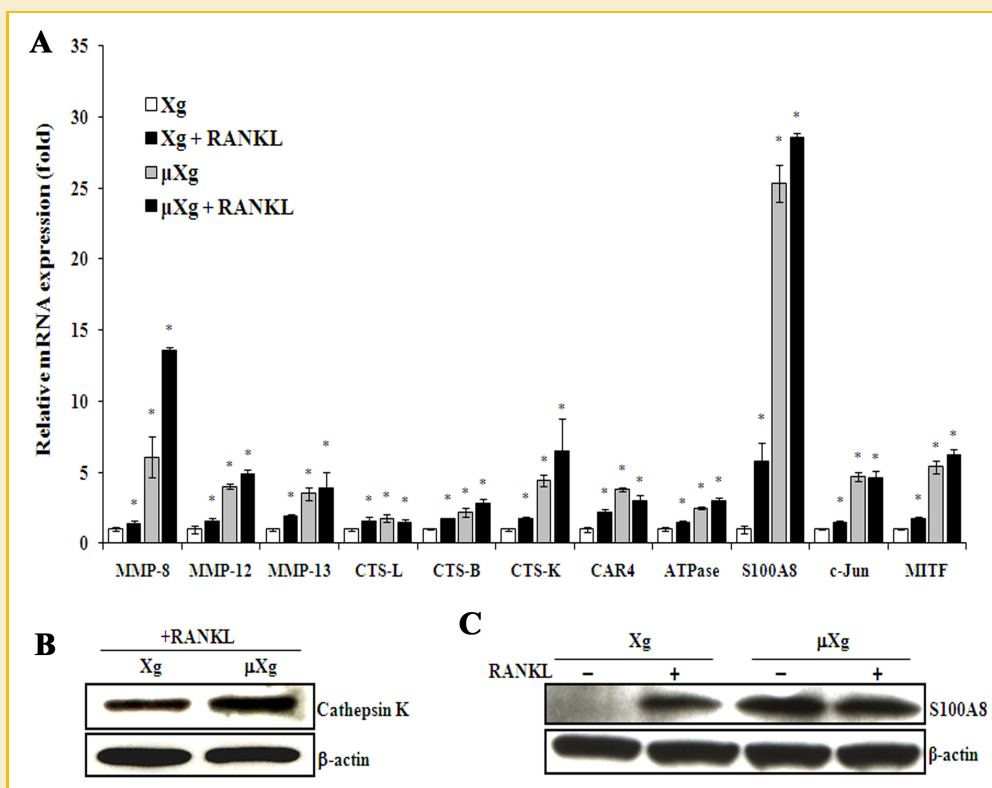 A
Relative mRNA expression (fold)
35
30
25
20
15
10
5
0
Xg
Xg + RANKL
μXg
μXg + RANKL
* * * * * * * * * * * * * * * * * * * * * * * * * * * * * * * * *
MMP-8 MMP-12 MMP-13 CTS-L CTS-B CTS-K CAR4 ATPase S100A8 c-Jun MITF
B
+RANKL
Xg μXg
Cathepsin K
β-actin
C
Xg μXg
RANKL − + − +
S100A8
β-actin